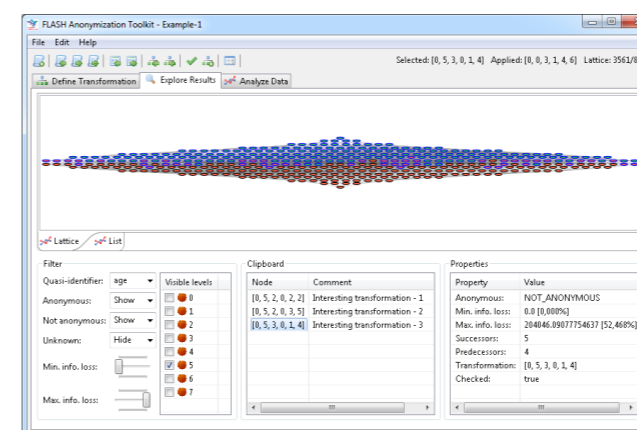 FLASH Anonymization Toolkit - Example-1
File Edit Help
Selected: [0, 5, 3, 0, 1, 4] Applied: [0, 0, 3, 1, 4, 6] Lattice: 3561/8
Define Transformation Explore Results Analyze Data
Lattice List
Filter
Quasi-identifier: age
Anonymous: Show
Not anonymous: Show
Unknown: Hide
Min. info. loss:
Max. info. loss:
Visible levels
0
1
2
3
4
5
6
7
Clipboard
Node Comment
[0, 5, 2, 0, 2, 2] Interesting transformation - 1
[0, 5, 2, 0, 3, 5] Interesting transformation - 2
[0, 5, 3, 0, 1, 4] Interesting transformation - 3
Properties
Property Value
Anonymous: NOT_ANONYMOUS
Min. info. loss: 0.0 [0,000%]
Max. info. loss: 204046.09077754637 [52,468%]
Successors: 5
Predecessors: 4
Transformation: [0, 5, 3, 0, 1, 4]
Checked: true